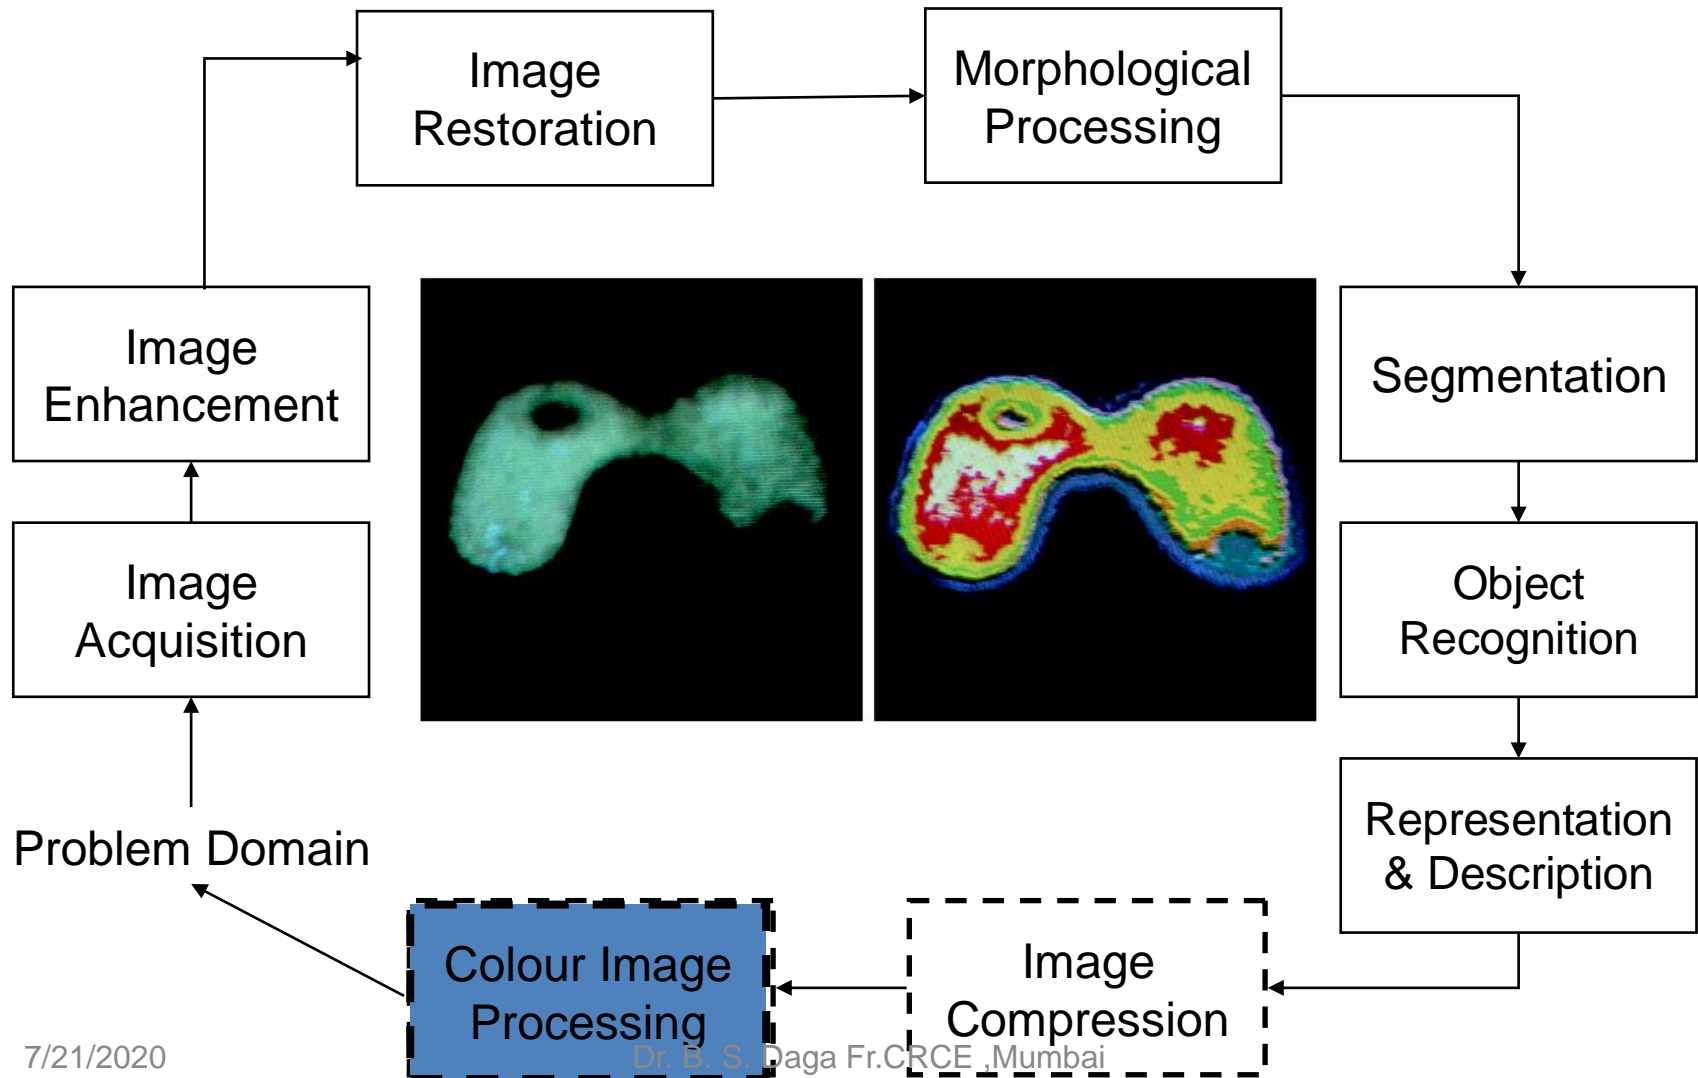 Image
Restoration
Morphological
Processing
Image
Enhancement
Segmentation
Image
Acquisition
Object
Recognition
Problem Domain
Representation
& Description
Colour Image
Processing
Image
Compression
7/21/2020
Dr. B. S. Daga Fr.CRCE ,Mumbai